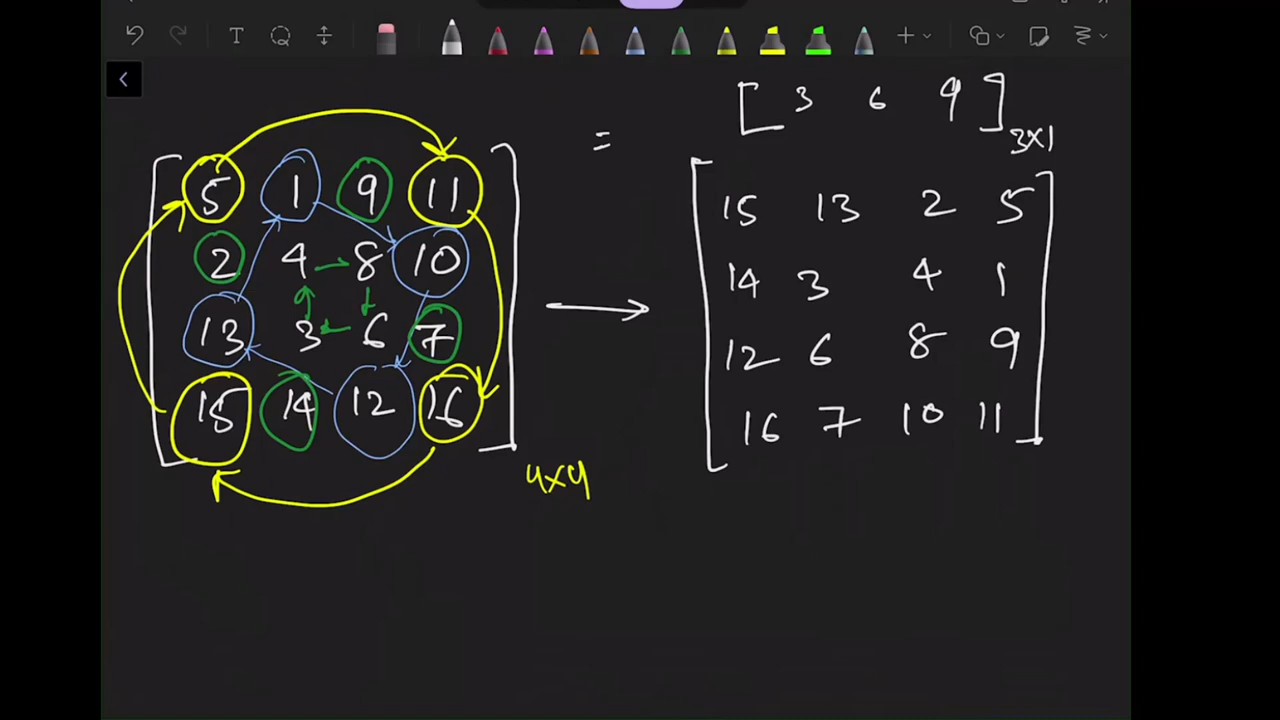 [ 3 6 9 ] 3x1
=
[ 5 1 9 11
2 4 8 10
13 3 6 7
15 14 12 16 ] 4x4
→
[ 15 13 2 5
14 3 4 1
12 6 8 9
16 7 10 11 ]
T